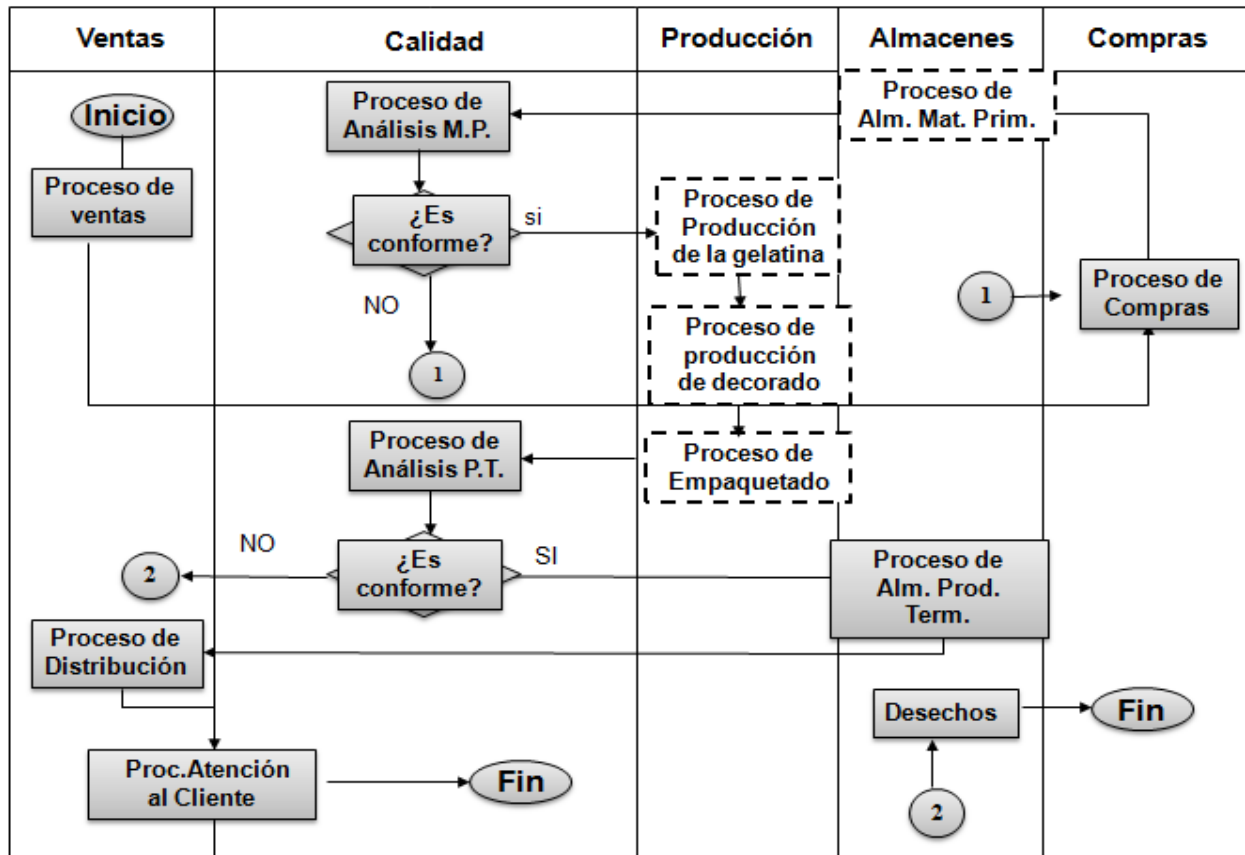 Ventas
Calidad
Producción
Almacenes
Compras
Inicio
Proceso de
Análisis M.P.
Proceso de
Alm. Mat. Prim.
Proceso de
ventas
¿Es
conforme?
si
Proceso de
Producción
de la gelatina
NO
1
1
Proceso de
Compras
Proceso de
producción
de decorado
Proceso de
Análisis P.T.
Proceso de
Empaquetado
NO
2
¿Es
conforme?
SI
Proceso de
Alm. Prod.
Term.
Proceso de
Distribución
Desechos
Fin
Proc.Atención
al Cliente
Fin
2